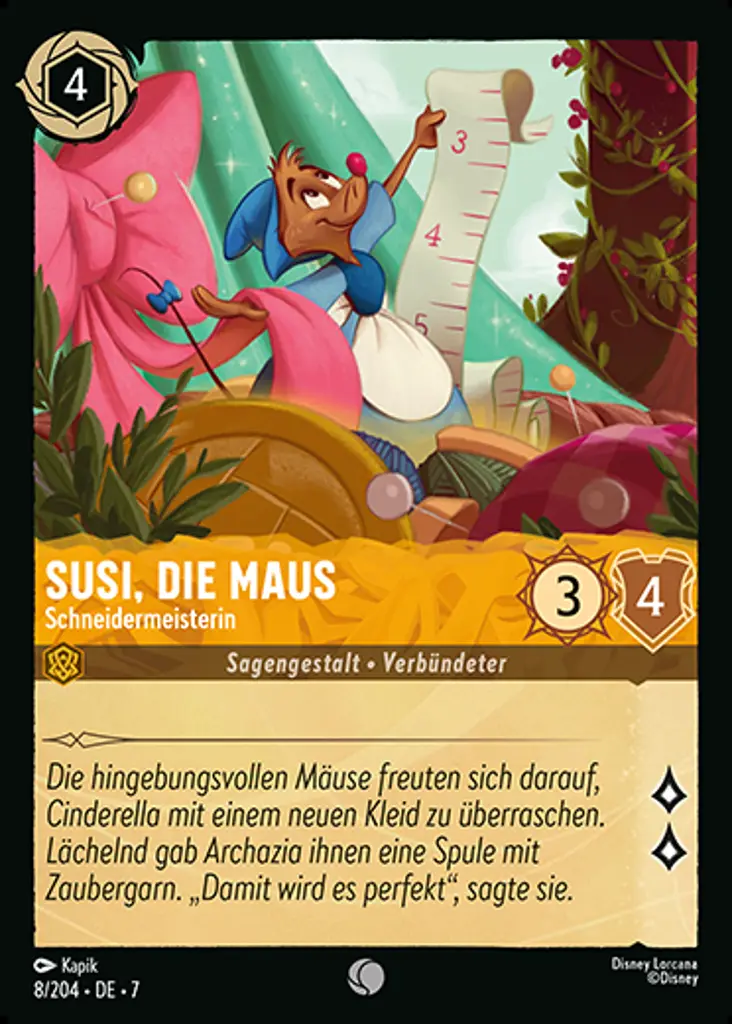 4
3
4
5
SUSI, DIE MAUS
Schneidermeisterin
3
4
Sagengestalt • Verbündeter
Die hingebungsvollen Mäuse freuten sich darauf,
Cinderella mit einem neuen Kleid zu überraschen.
Lächelnd gab Archazia ihnen eine Spule mit
Zaubergarn. „Damit wird es perfekt“, sagte sie.
Kapik
8/204 • DE • 7
Disney Lorcana
©Disney